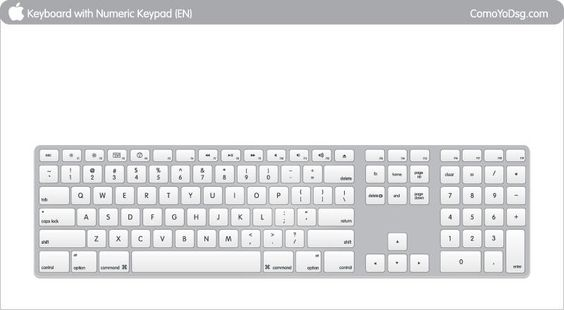 Keyboard with Numeric Keypad (EN)
ComoYoDsg.com
esc
~ ! @ # $ % ^ & * ( ) _ +
1 2 3 4 5 6 7 8 9 0 - = delete
fn home page up
clear = / *
tab Q W E R T Y U I O P { [ } ] | \
delete end page down
7 8 9 -
caps lock A S D F G H J K L : ; " ' return
4 5 6 +
shift Z X C V B N M < , > . ? / shift
▲
1 2 3
control alt option command ⌘ ⌘ command alt option control
◄ ▼ ►
0 . enter